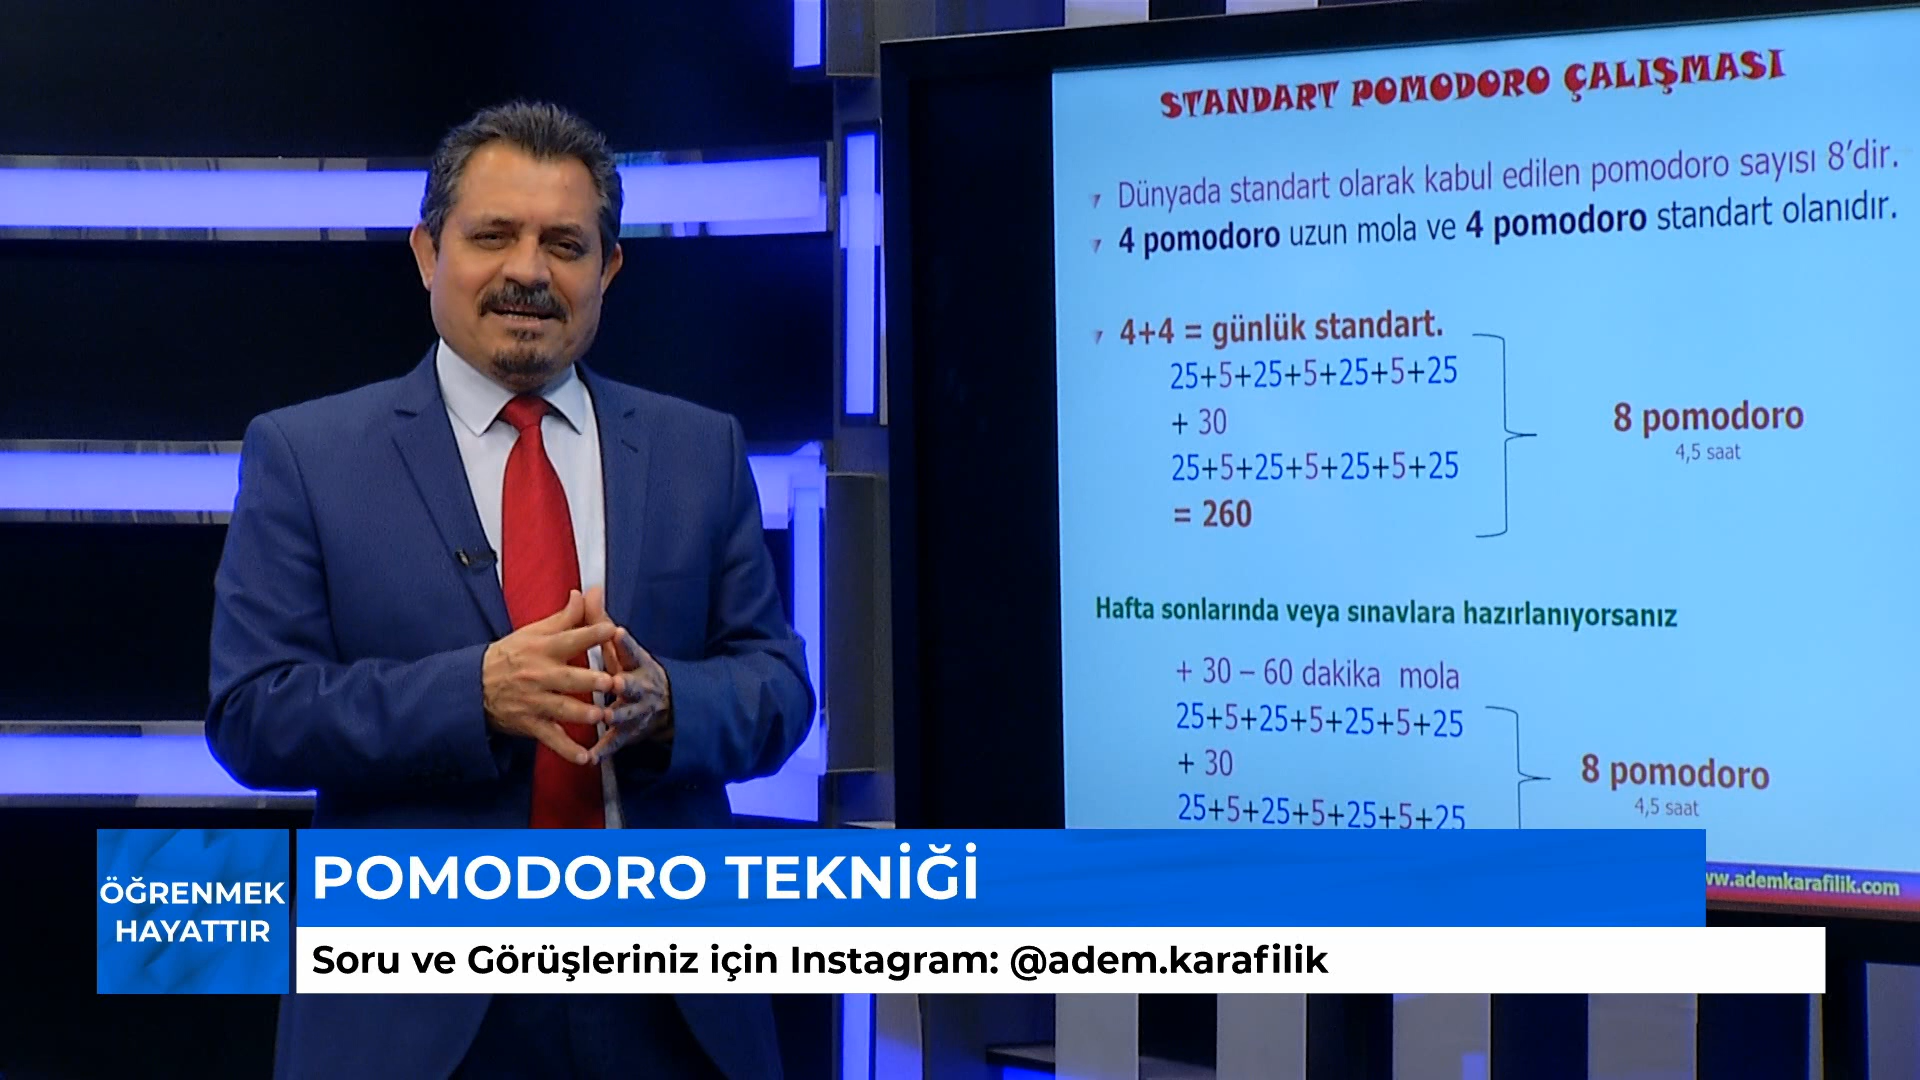 STANDART POMODORO ÇALIŞMASI
Dünyada standart olarak kabul edilen pomodoro sayısı 8'dir.
4 pomodoro uzun mola ve 4 pomodoro standart olanıdır.
4+4 = günlük standart.
25+5+25+5+25+5+25
+ 30
25+5+25+5+25+5+25
= 260
8 pomodoro
4,5 saat
Hafta sonlarında veya sınavlara hazırlanıyorsanız
+ 30 – 60 dakika mola
25+5+25+5+25+5+25
+ 30
25+5+25+5+25+5+25
8 pomodoro
4,5 saat
ww.ademkarafilik.com
ÖĞRENMEK
HAYATTIR
POMODORO TEKNİĞİ
Soru ve Görüşleriniz için Instagram: @adem.karafilik